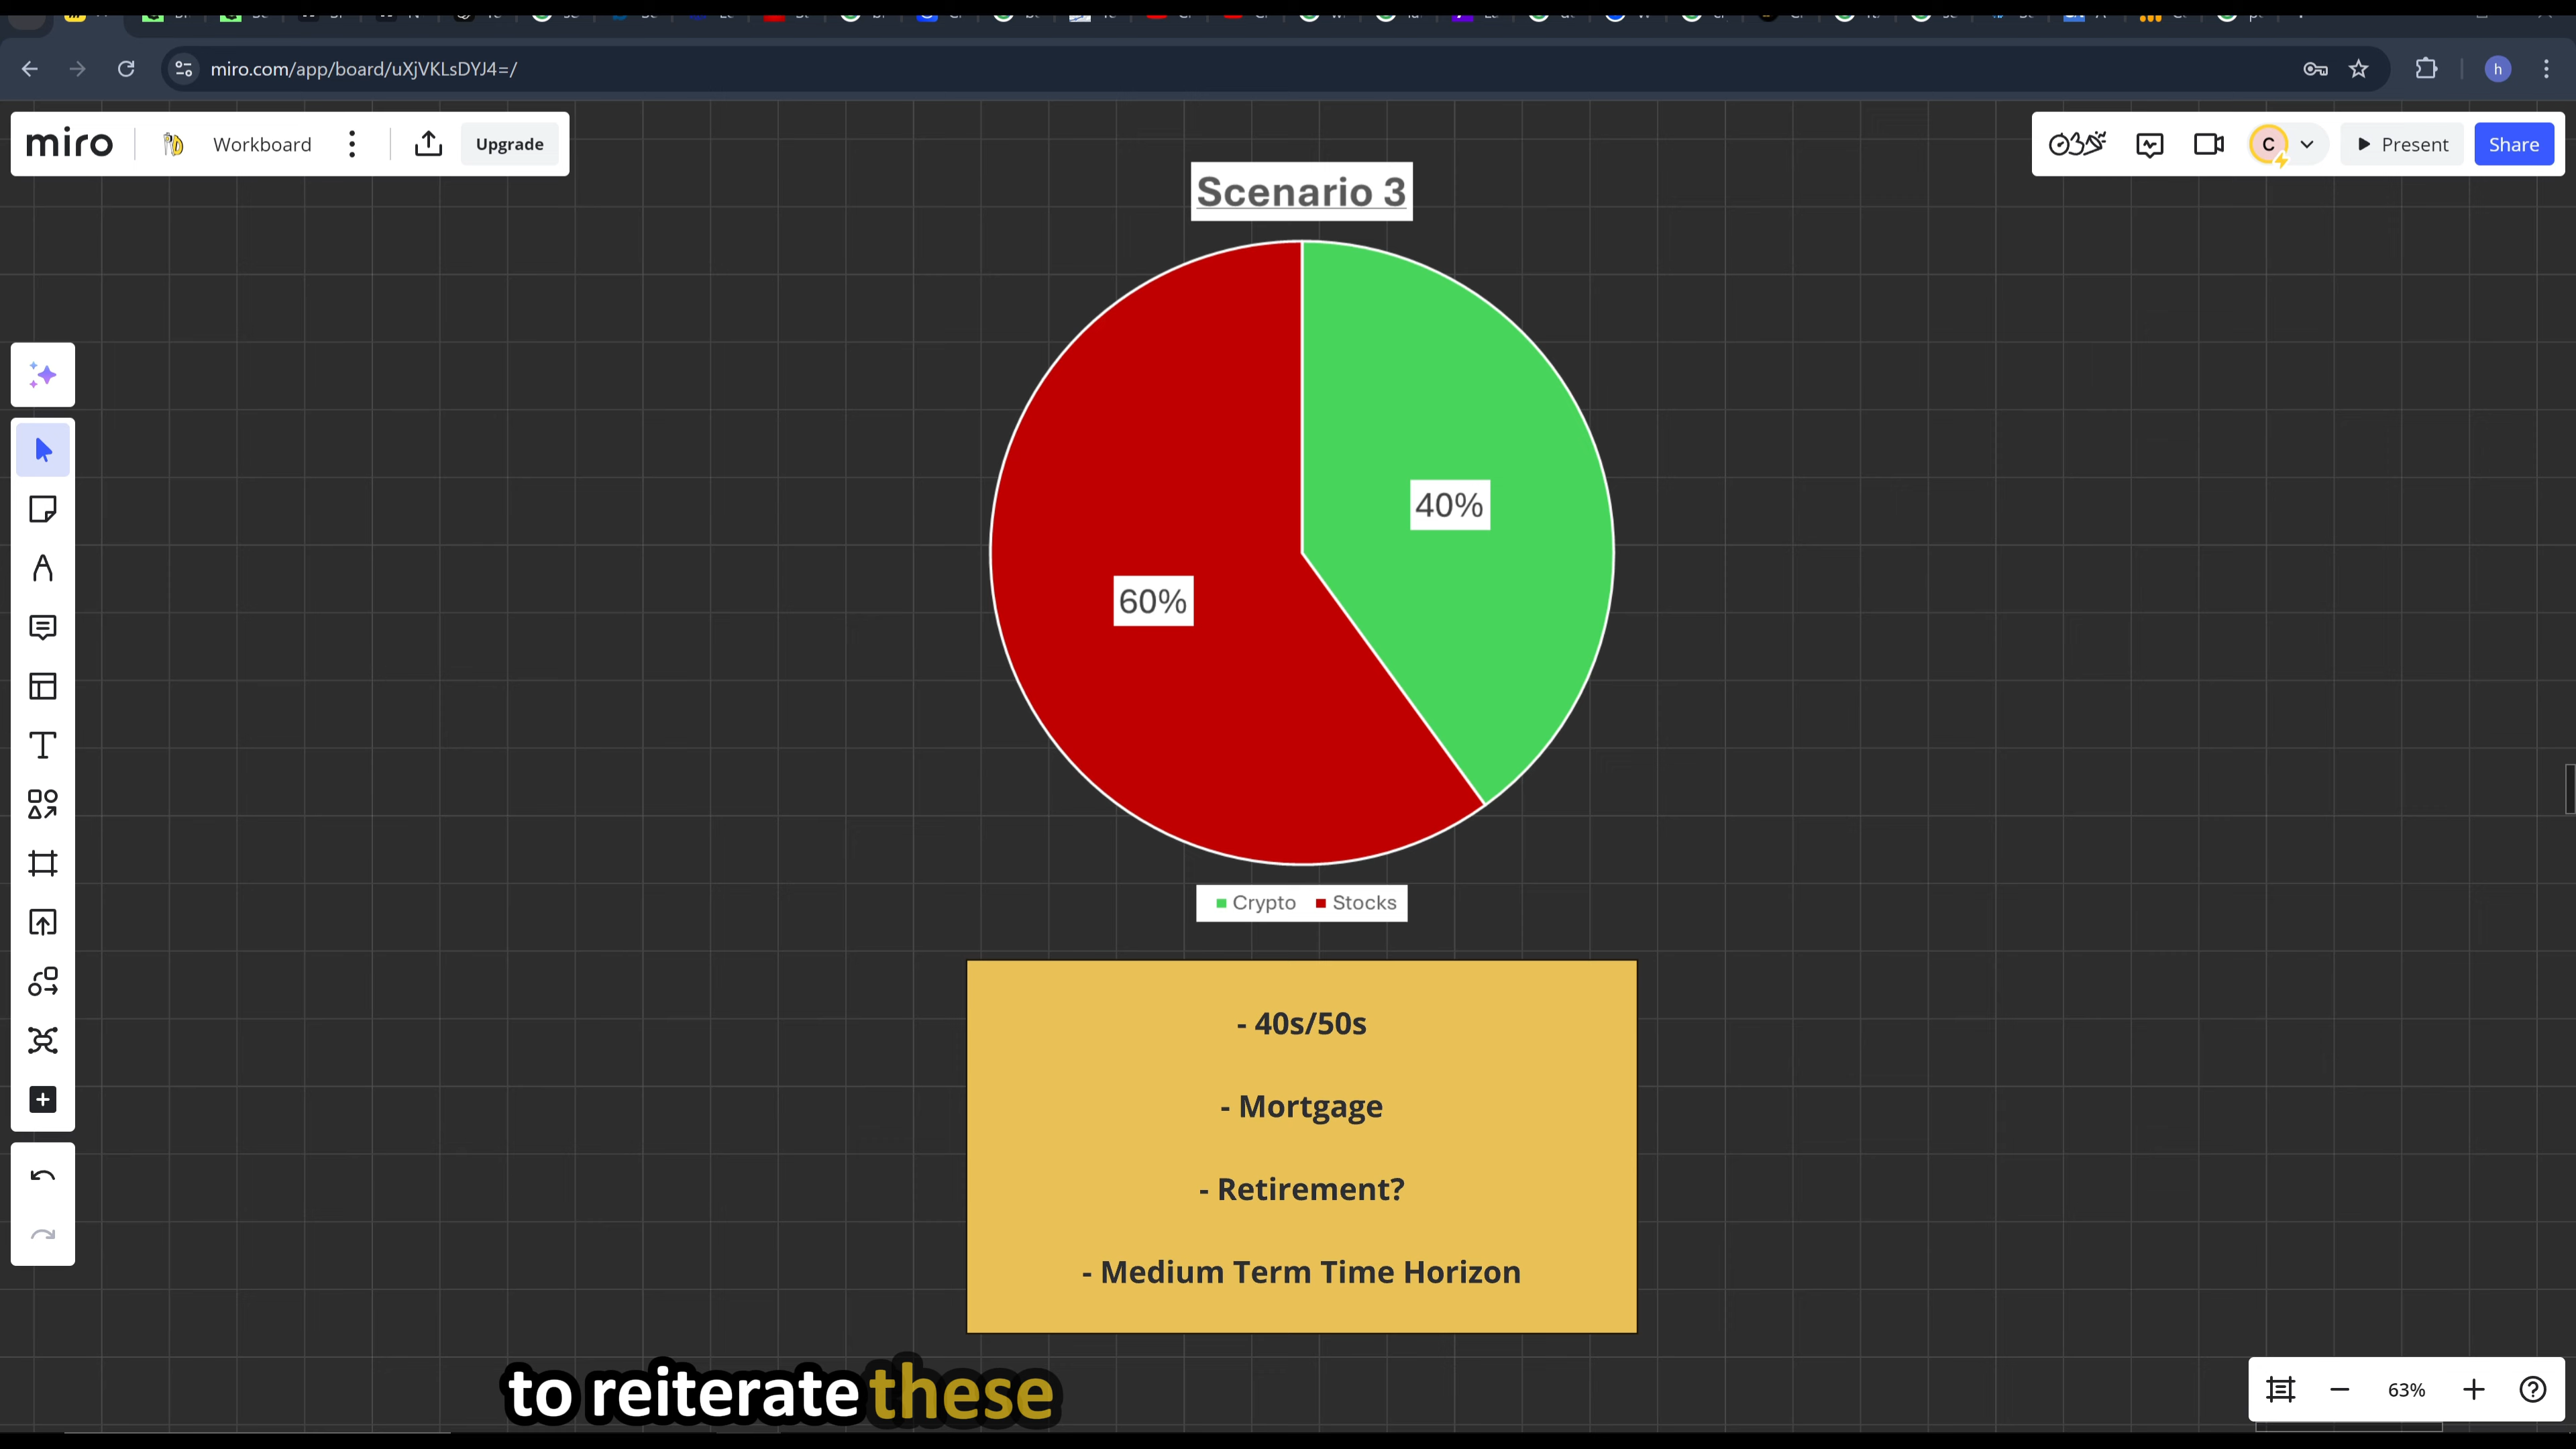 miro.com/app/board/uXjVKLsDYJ4=/
h
miro
Workboard
Upgrade
C
Present
Share
Scenario 3
40%
60%
Crypto Stocks
- 40s/50s
- Mortgage
- Retirement?
- Medium Term Time Horizon
to reiterate these
63%